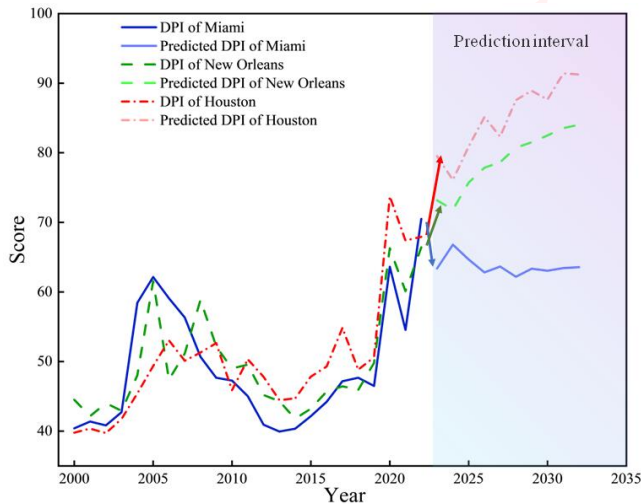 100
90
80
70
60
50
40
Score
DPI of Miami
Predicted DPI of Miami
DPI of New Orleans
Predicted DPI of New Orleans
DPI of Houston
Predicted DPI of Houston
Prediction interval
2000 2005 2010 2015 2020 2025 2030 2035
Year